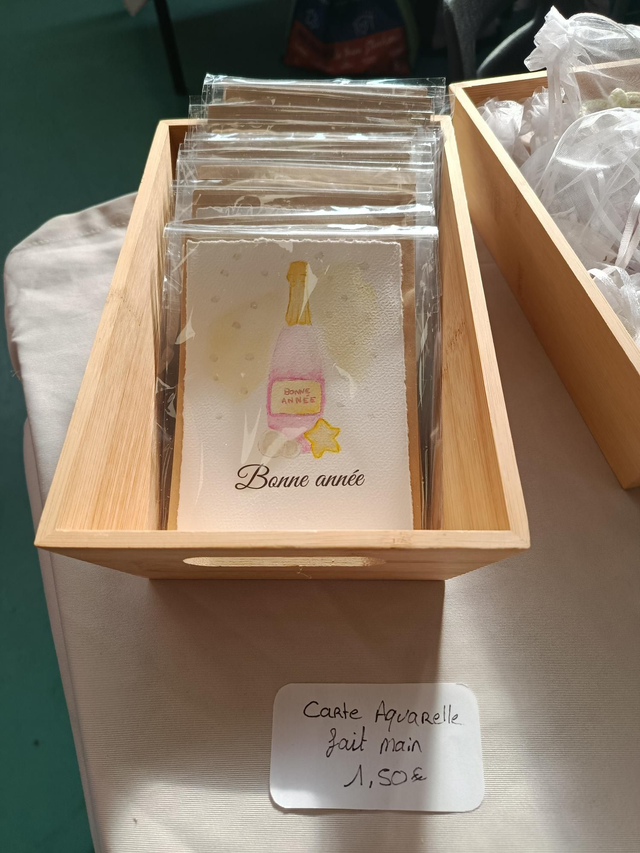 BONNE
ANNÉE
Bonne année
Carte Aquarelle
fait main
1,50€